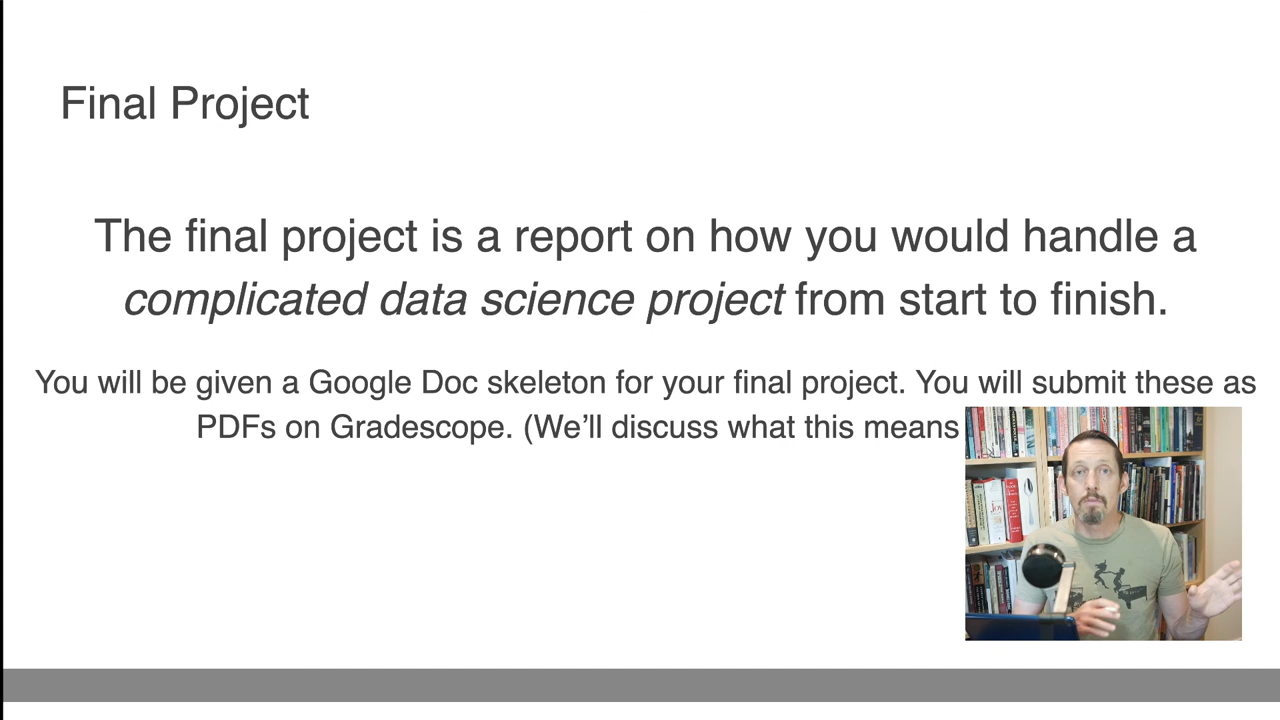 Final Project
The final project is a report on how you would handle a
complicated data science project from start to finish.
You will be given a Google Doc skeleton for your final project. You will submit these as
PDFs on Gradescope. (We’ll discuss what this means